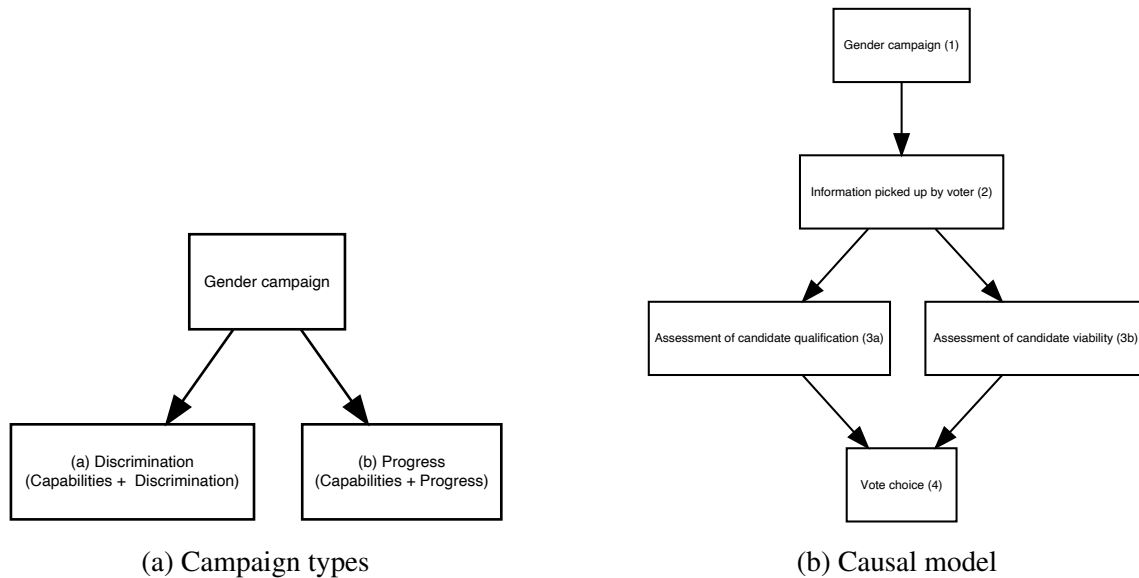 Gender campaign
(a) Discrimination
(Capabilities + Discrimination)
(b) Progress
(Capabilities + Progress)
(a) Campaign types
Gender campaign (1)
Information picked up by voter (2)
Assessment of candidate qualification (3a)
Assessment of candidate viability (3b)
Vote choice (4)
(b) Causal model